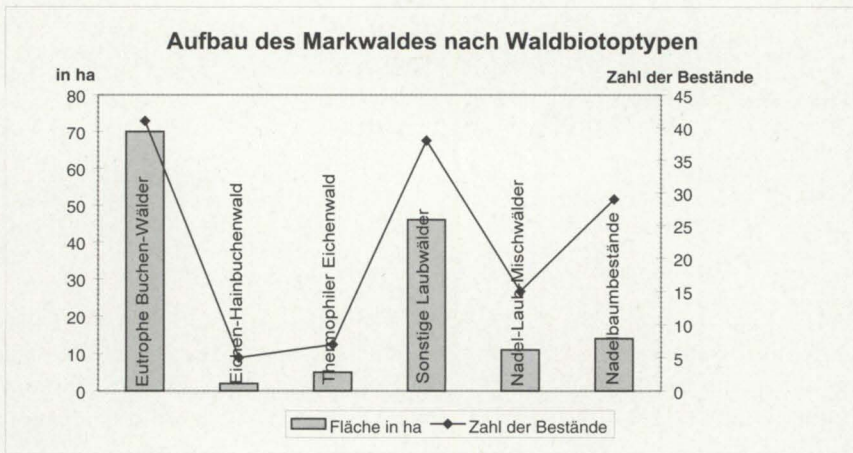 Aufbau des Markwaldes nach Waldbiotoptypen
in ha
Zahl der Bestände
80
70
60
50
40
30
20
10
0
Eutrophe Buchen-Wälder
Eichen-Hainbuchenwald
Thermophiler Eichenwald
Sonstige Laubwälder
Nadel-Laub-Mischwälder
Nadelbaumbestände
45
40
35
30
25
20
15
10
5
0
Fläche in ha
Zahl der Bestände